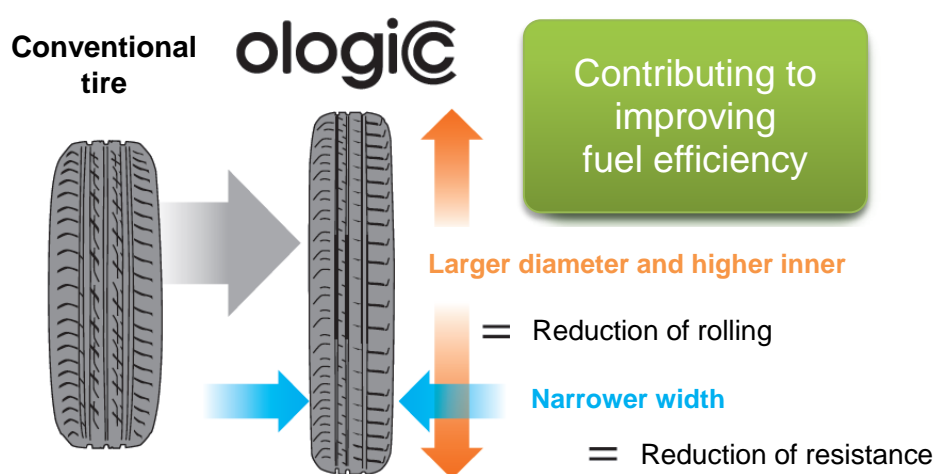 Conventional
tire
ologic
Contributing to
improving
fuel efficiency
Larger diameter and higher inner
= Reduction of rolling
Narrower width
= Reduction of resistance